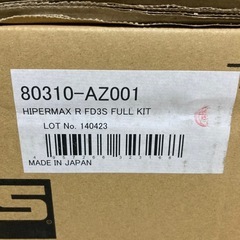 80310-AZ001
HIPERMAX R FD3S FULL KIT
LOT No. 140423
MADE IN JAPAN
S